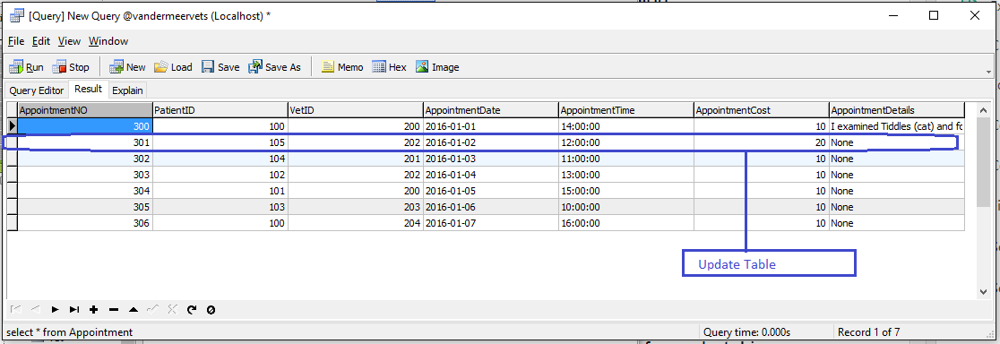 [Query] New Query @vandermeervets (Localhost) *
File Edit View Window
Run Stop New Load Save Save As Memo Hex Image
Query Editor Result Explain
AppointmentNO PatientID VetID AppointmentDate AppointmentTime AppointmentCost AppointmentDetails
300 100 200 2016-01-01 14:00:00 10 I examined Tiddles (cat) and fo
301 105 202 2016-01-02 12:00:00 20 None
302 104 201 2016-01-03 11:00:00 10 None
303 102 202 2016-01-04 13:00:00 10 None
304 101 200 2016-01-05 15:00:00 10 None
305 103 203 2016-01-06 10:00:00 10 None
306 100 204 2016-01-07 16:00:00 10 None
Update Table
select * from Appointment Query time: 0.000s Record 1 of 7